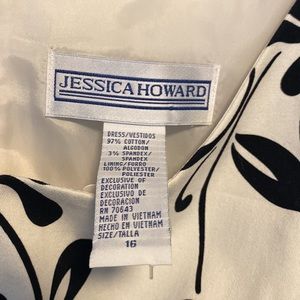 JESSICA HOWARD
DRESS/VESTIDOS
97% COTTON/
ALGODON
3% SPANDEX/
SPANDEX
LINING/FORRO
100% POLYESTER/
POLIESTER
EXCLUSIVE OF
DECORATION
EXCLUSIVO DE
DECORACION
RN 70643
MADE IN VIETNAM
HECHO EN VIETNAM
SIZE/TALLA
16